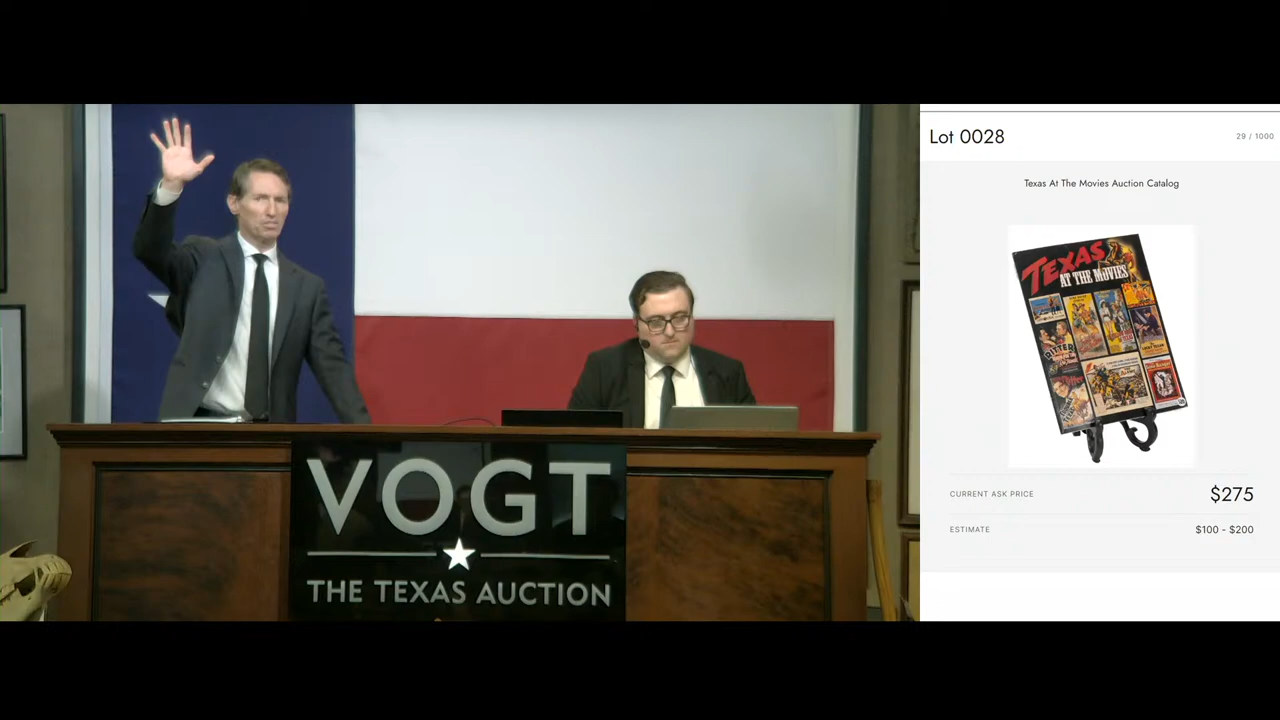 Lot 0028
29 / 1000
Texas At The Movies Auction Catalog
TEXAS
AT THE MOVIES
RITTER
CURRENT ASK PRICE
$275
ESTIMATE
$100 - $200
VOGT
THE TEXAS AUCTION